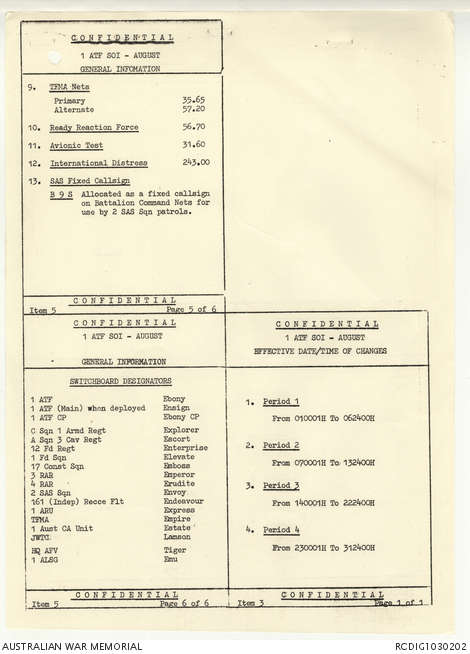 CONFIDENTIAL
1 ATF SOI - AUGUST
GENERAL INFOMATION
9. TFMA Nets
Primary 35.65
Alternate 57.20
10. Ready Reaction Force 56.70
11. Avionic Test 31.60
12. International Distress 243.00
13. SAS Fixed Callsign
B 9 S Allocated as a fixed callsign
on Battalion Command Nets for
use by 2 SAS Sqn patrols.
CONFIDENTIAL
Item 5 Page 5 of 6
CONFIDENTIAL
1 ATF SOI - AUGUST
GENERAL INFORMATION
SWITCHBOARD DESIGNATORS
1 ATF Ebony
1 ATF (Main) when deployed Ensign
1 ATF CP Ebony CP
C Sqn 1 Armd Regt Explorer
A Sqn 3 Cav Regt Escort
12 Fd Regt Enterprise
1 Fd Sqn Elevate
17 Const Sqn Emboss
3 RAR Emperor
4 RAR Erudite
2 SAS Sqn Envoy
161 (Indep) Recce Flt Endeavour
1 ARU Express
TFMA Empire
1 Aust CA Unit Estate
JWTC Lamson
HQ AFV Tiger
1 ALSG Emu
CONFIDENTIAL
Item 5 Page 6 of 6
CONFIDENTIAL
1 ATF SOI - AUGUST
EFFECTIVE DATE/TIME OF CHANGES
1. Period 1
From 010001H To 062400H
2. Period 2
From 070001H To 132400H
3. Period 3
From 140001H To 222400H
4. Period 4
From 230001H To 312400H
CONFIDENTIAL
Item 3 Page 1 of 1
AUSTRALIAN WAR MEMORIAL
RCDIG1030202